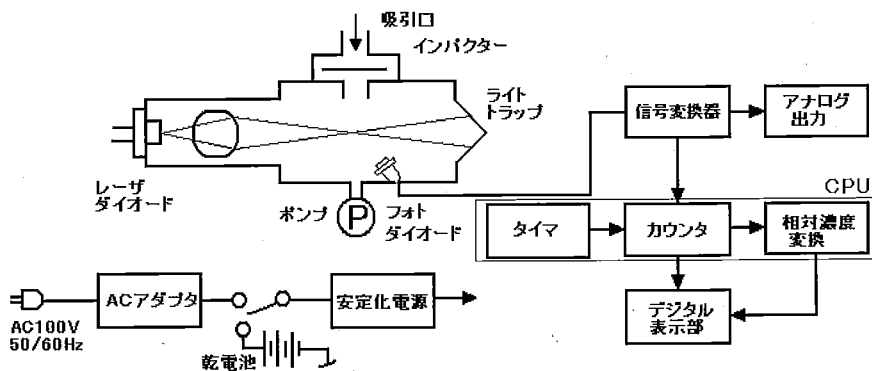 吸引口
インパクター
ライト
トラップ
レーザ
ダイオード
ポンプ
P
フォト
ダイオード
信号変換器
アナログ
出力
CPU
タイマ
カウンタ
相対濃度
変換
デジタル
表示部
AC100V
50/60Hz
ACアダプタ
乾電池
安定化電源